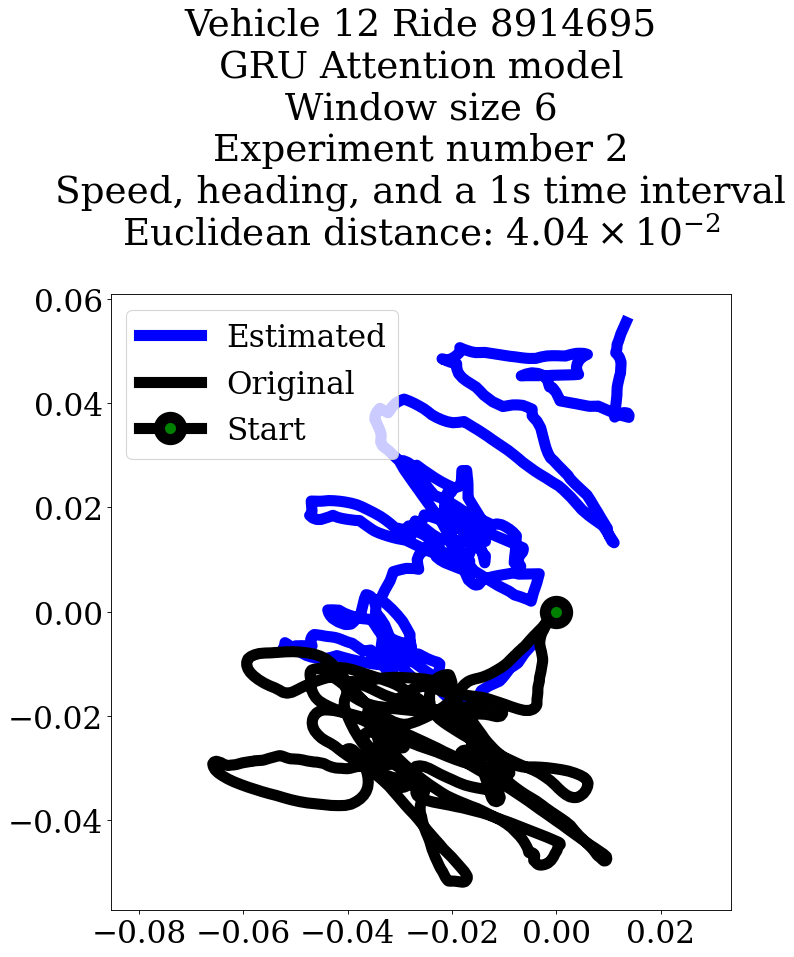 Vehicle 12 Ride 8914695
GRU Attention model
Window size 6
Experiment number 2
Speed, heading, and a 1s time interval
Euclidean distance: 4.04 × 10⁻²
0.06
0.04
0.02
0.00
−0.02
−0.04
Estimated
Original
Start
−0.08 −0.06 −0.04 −0.02 0.00 0.02